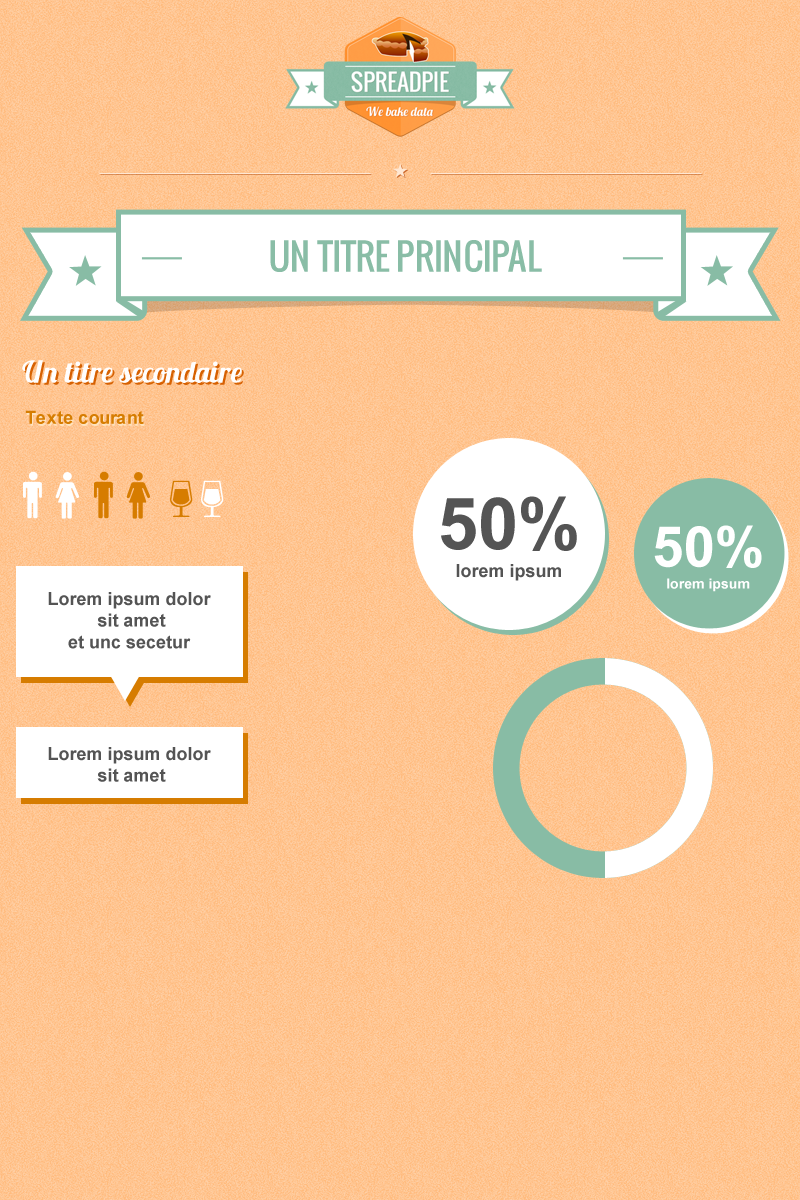 SPREADPIE
We bake data
UN TITRE PRINCIPAL
Un titre secondaire
Texte courant
50%
lorem ipsum
50%
lorem ipsum
Lorem ipsum dolor
sit amet
et unc secetur
Lorem ipsum dolor
sit amet